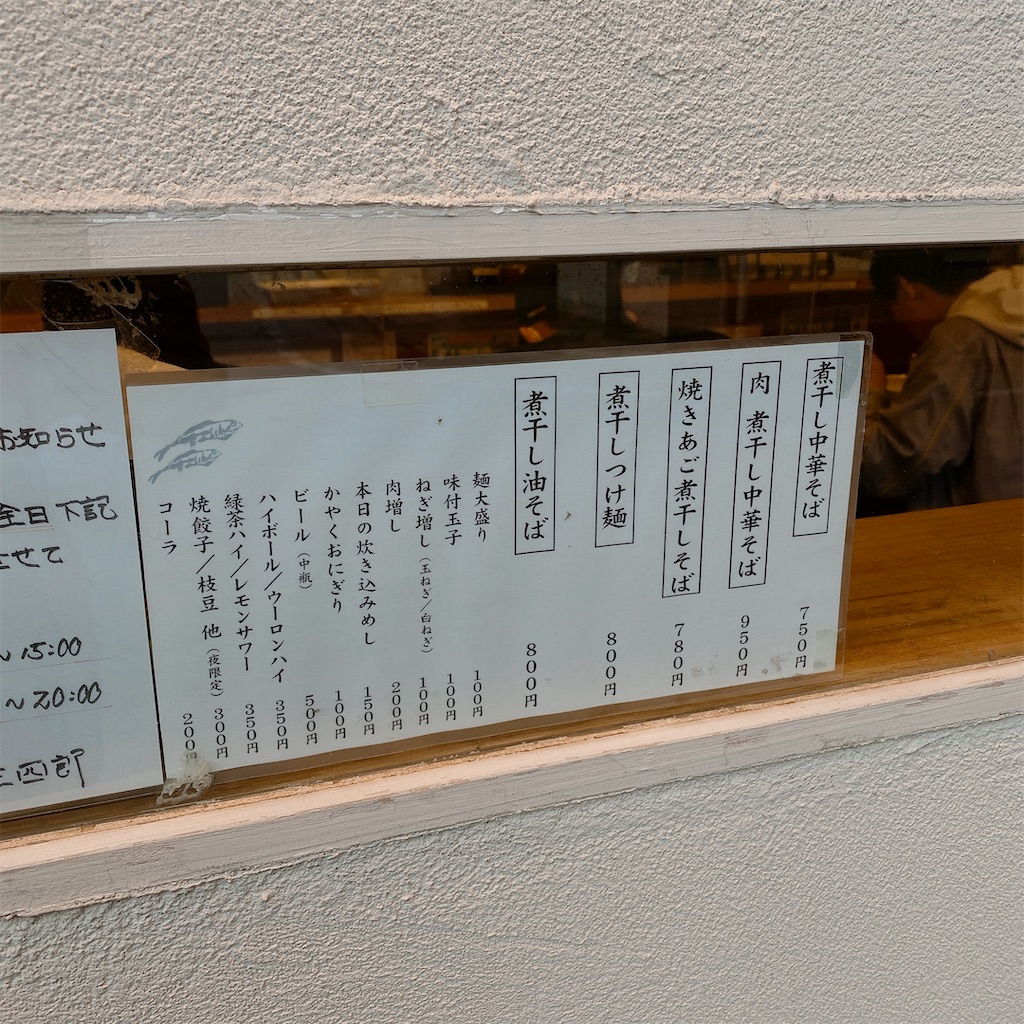 煮干し中華そば 750円
肉 煮干し中華そば 950円
焼きあご煮干しそば 780円
煮干しつけ麺 800円
煮干し油そば 800円
麺大盛り 100円
味付玉子 100円
ねぎ増し(玉ねぎ/白ねぎ) 100円
肉増し 200円
本日の炊き込みめし 150円
かやくおにぎり 100円
ビール(中瓶) 500円
ハイボール/ウーロンハイ 350円
緑茶ハイ/レモンサワー 350円
焼餃子/枝豆 他(夜限定) 300円
コーラ 200円
お知らせ
全日下記
させて
~15:00
~20:00
四郎